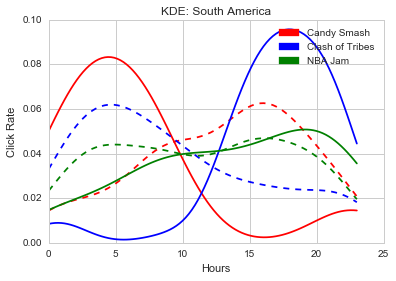 KDE: South America
Click Rate
0.10
0.08
0.06
0.04
0.02
0.00
Candy Smash
Clash of Tribes
NBA Jam
0
5
10
15
20
25
Hours